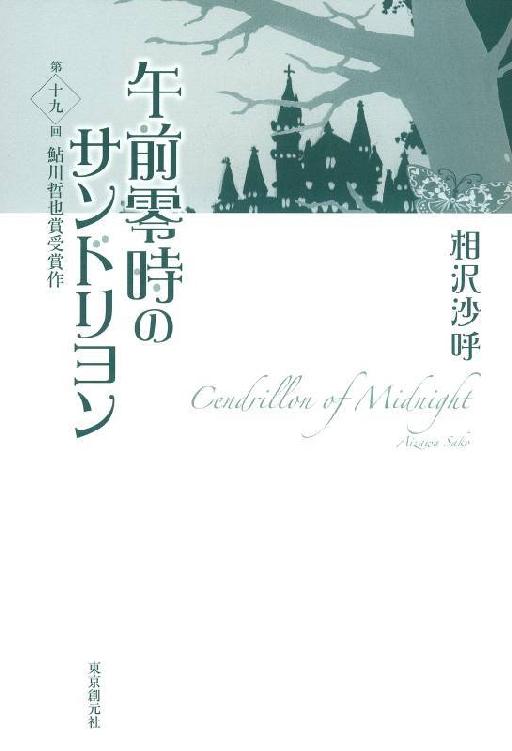 午前零時の
サンドリヨン
第十九回 鮎川哲也賞受賞作
相沢沙呼
Cendrillon of Midnight
Aizawa Sako
東京創元社